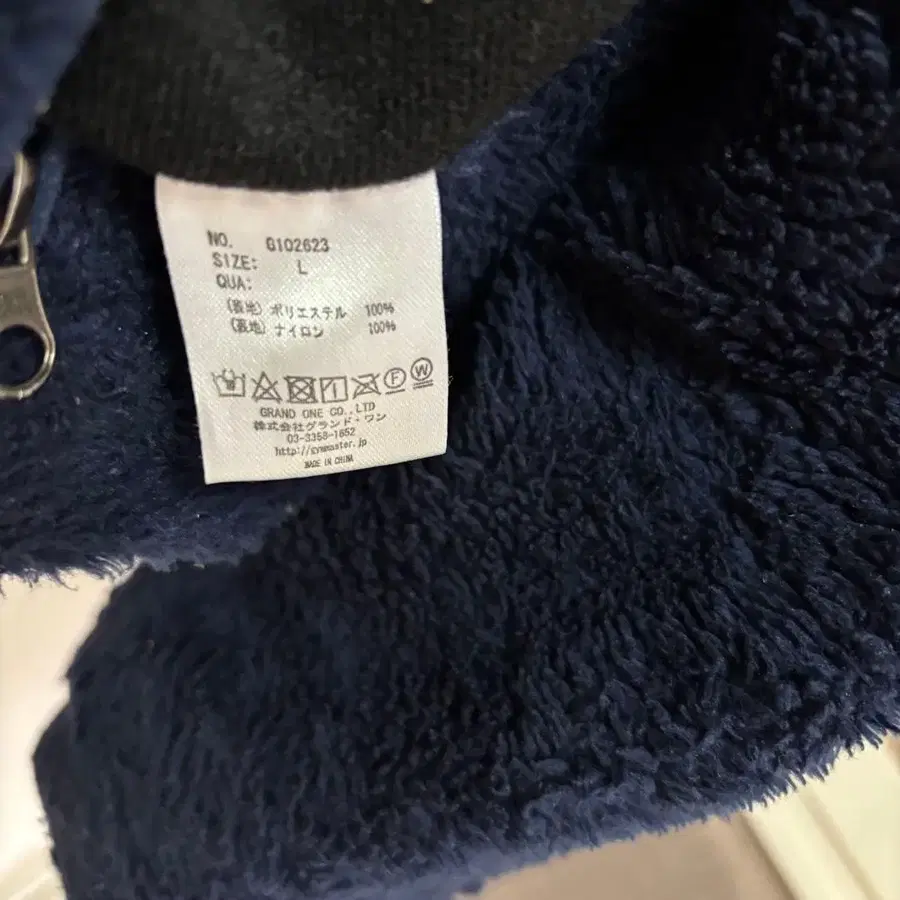 NO. G102623
SIZE: L
QUA:
(表地) ポリエステル 100%
(表地) ナイロン 100%
F W
GRAND ONE CO.,LTD
株式会社グランド・ワン
03-3358-1652
http://gymmaster.jp
MADE IN CHINA